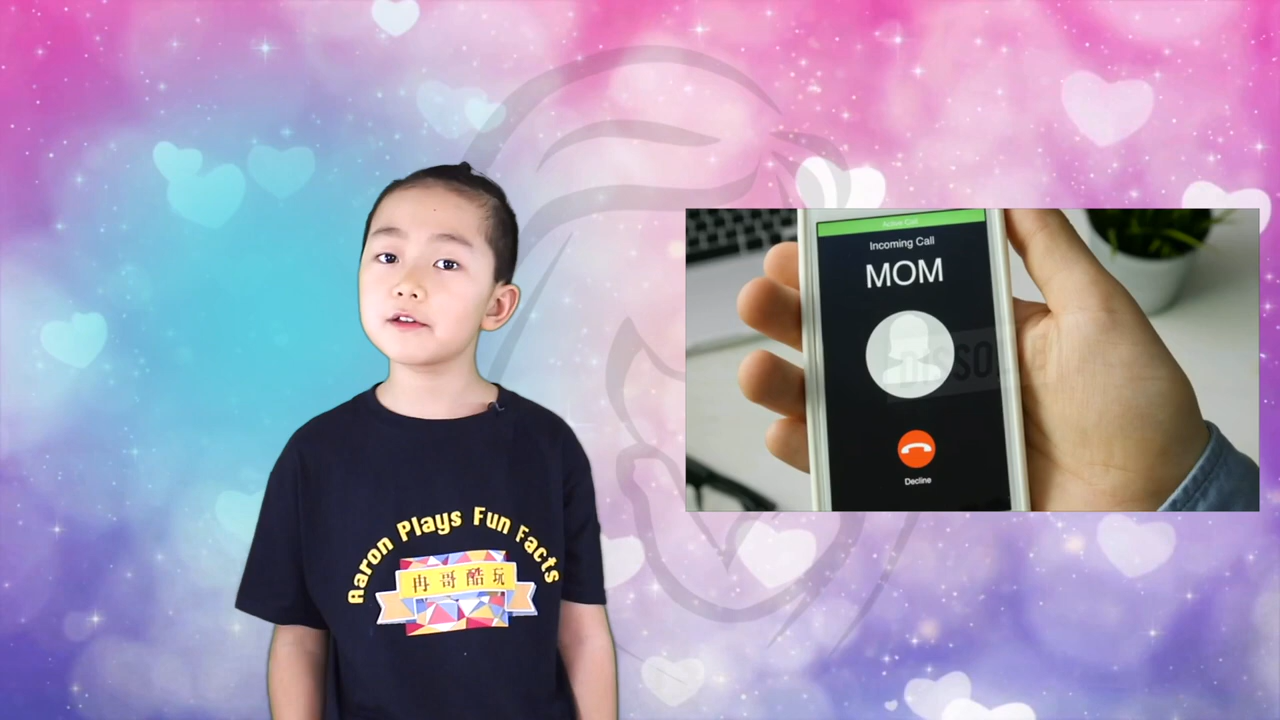 Aaron Plays Fun Facts
冉哥酷玩
Active Call
Incoming Call
MOM
Decline